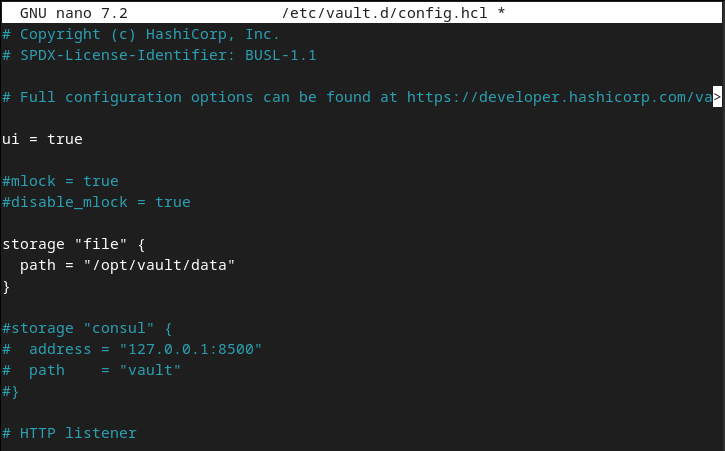 GNU nano 7.2 /etc/vault.d/config.hcl *
# Copyright (c) HashiCorp, Inc.
# SPDX-License-Identifier: BUSL-1.1
# Full configuration options can be found at https://developer.hashicorp.com/va>
ui = true
#mlock = true
#disable_mlock = true
storage "file" {
  path = "/opt/vault/data"
}
#storage "consul" {
#  address = "127.0.0.1:8500"
#  path    = "vault"
#}
# HTTP listener